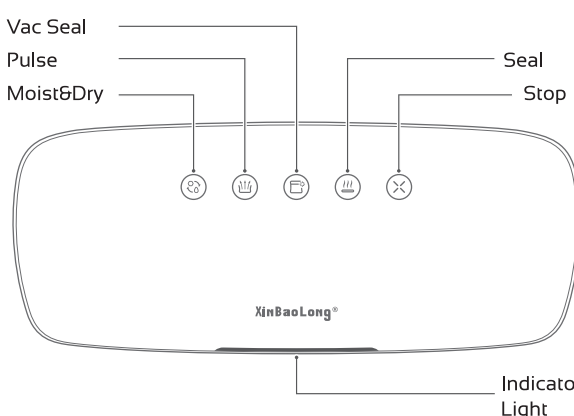 Vac Seal
Pulse
Moist&Dry
Seal
Stop
XinBaoLong®
Indicato
Light